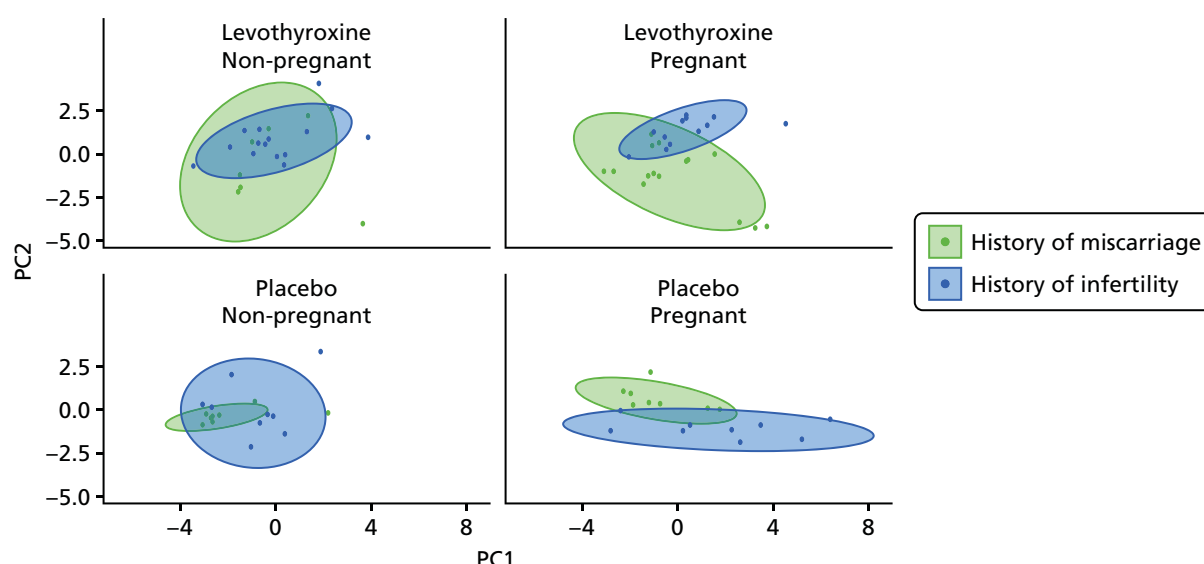 Levothyroxine
Non-pregnant
Levothyroxine
Pregnant
2.5
0.0
−2.5
−5.0
PC2
History of miscarriage
History of infertility
Placebo
Non-pregnant
Placebo
Pregnant
2.5
0.0
−2.5
−5.0
−4 0 4 8
−4 0 4 8
PC1